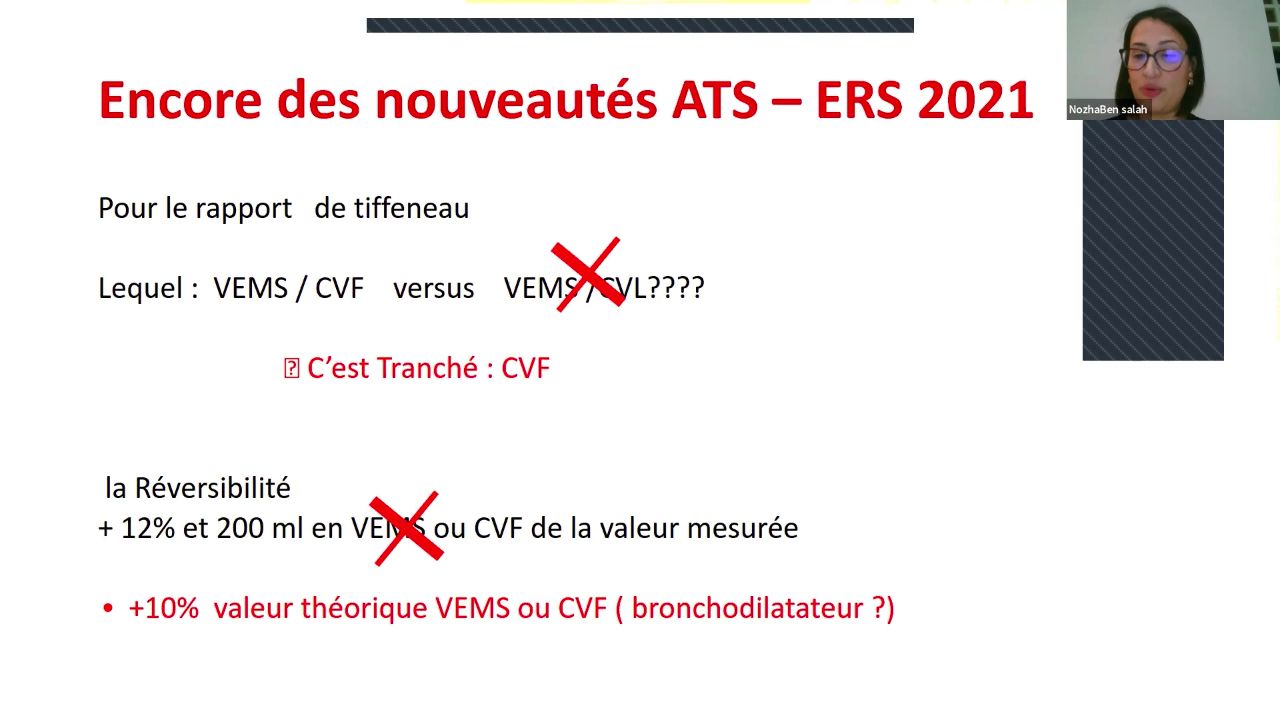 Encore des nouveautés ATS – ERS 2021
NozhaBen salah
Pour le rapport de tiffeneau
Lequel : VEMS / CVF versus VEMS /CVL????
C’est Tranché : CVF
la Réversibilité
+ 12% et 200 ml en VEMS ou CVF de la valeur mesurée
• +10% valeur théorique VEMS ou CVF ( bronchodilatateur ?)